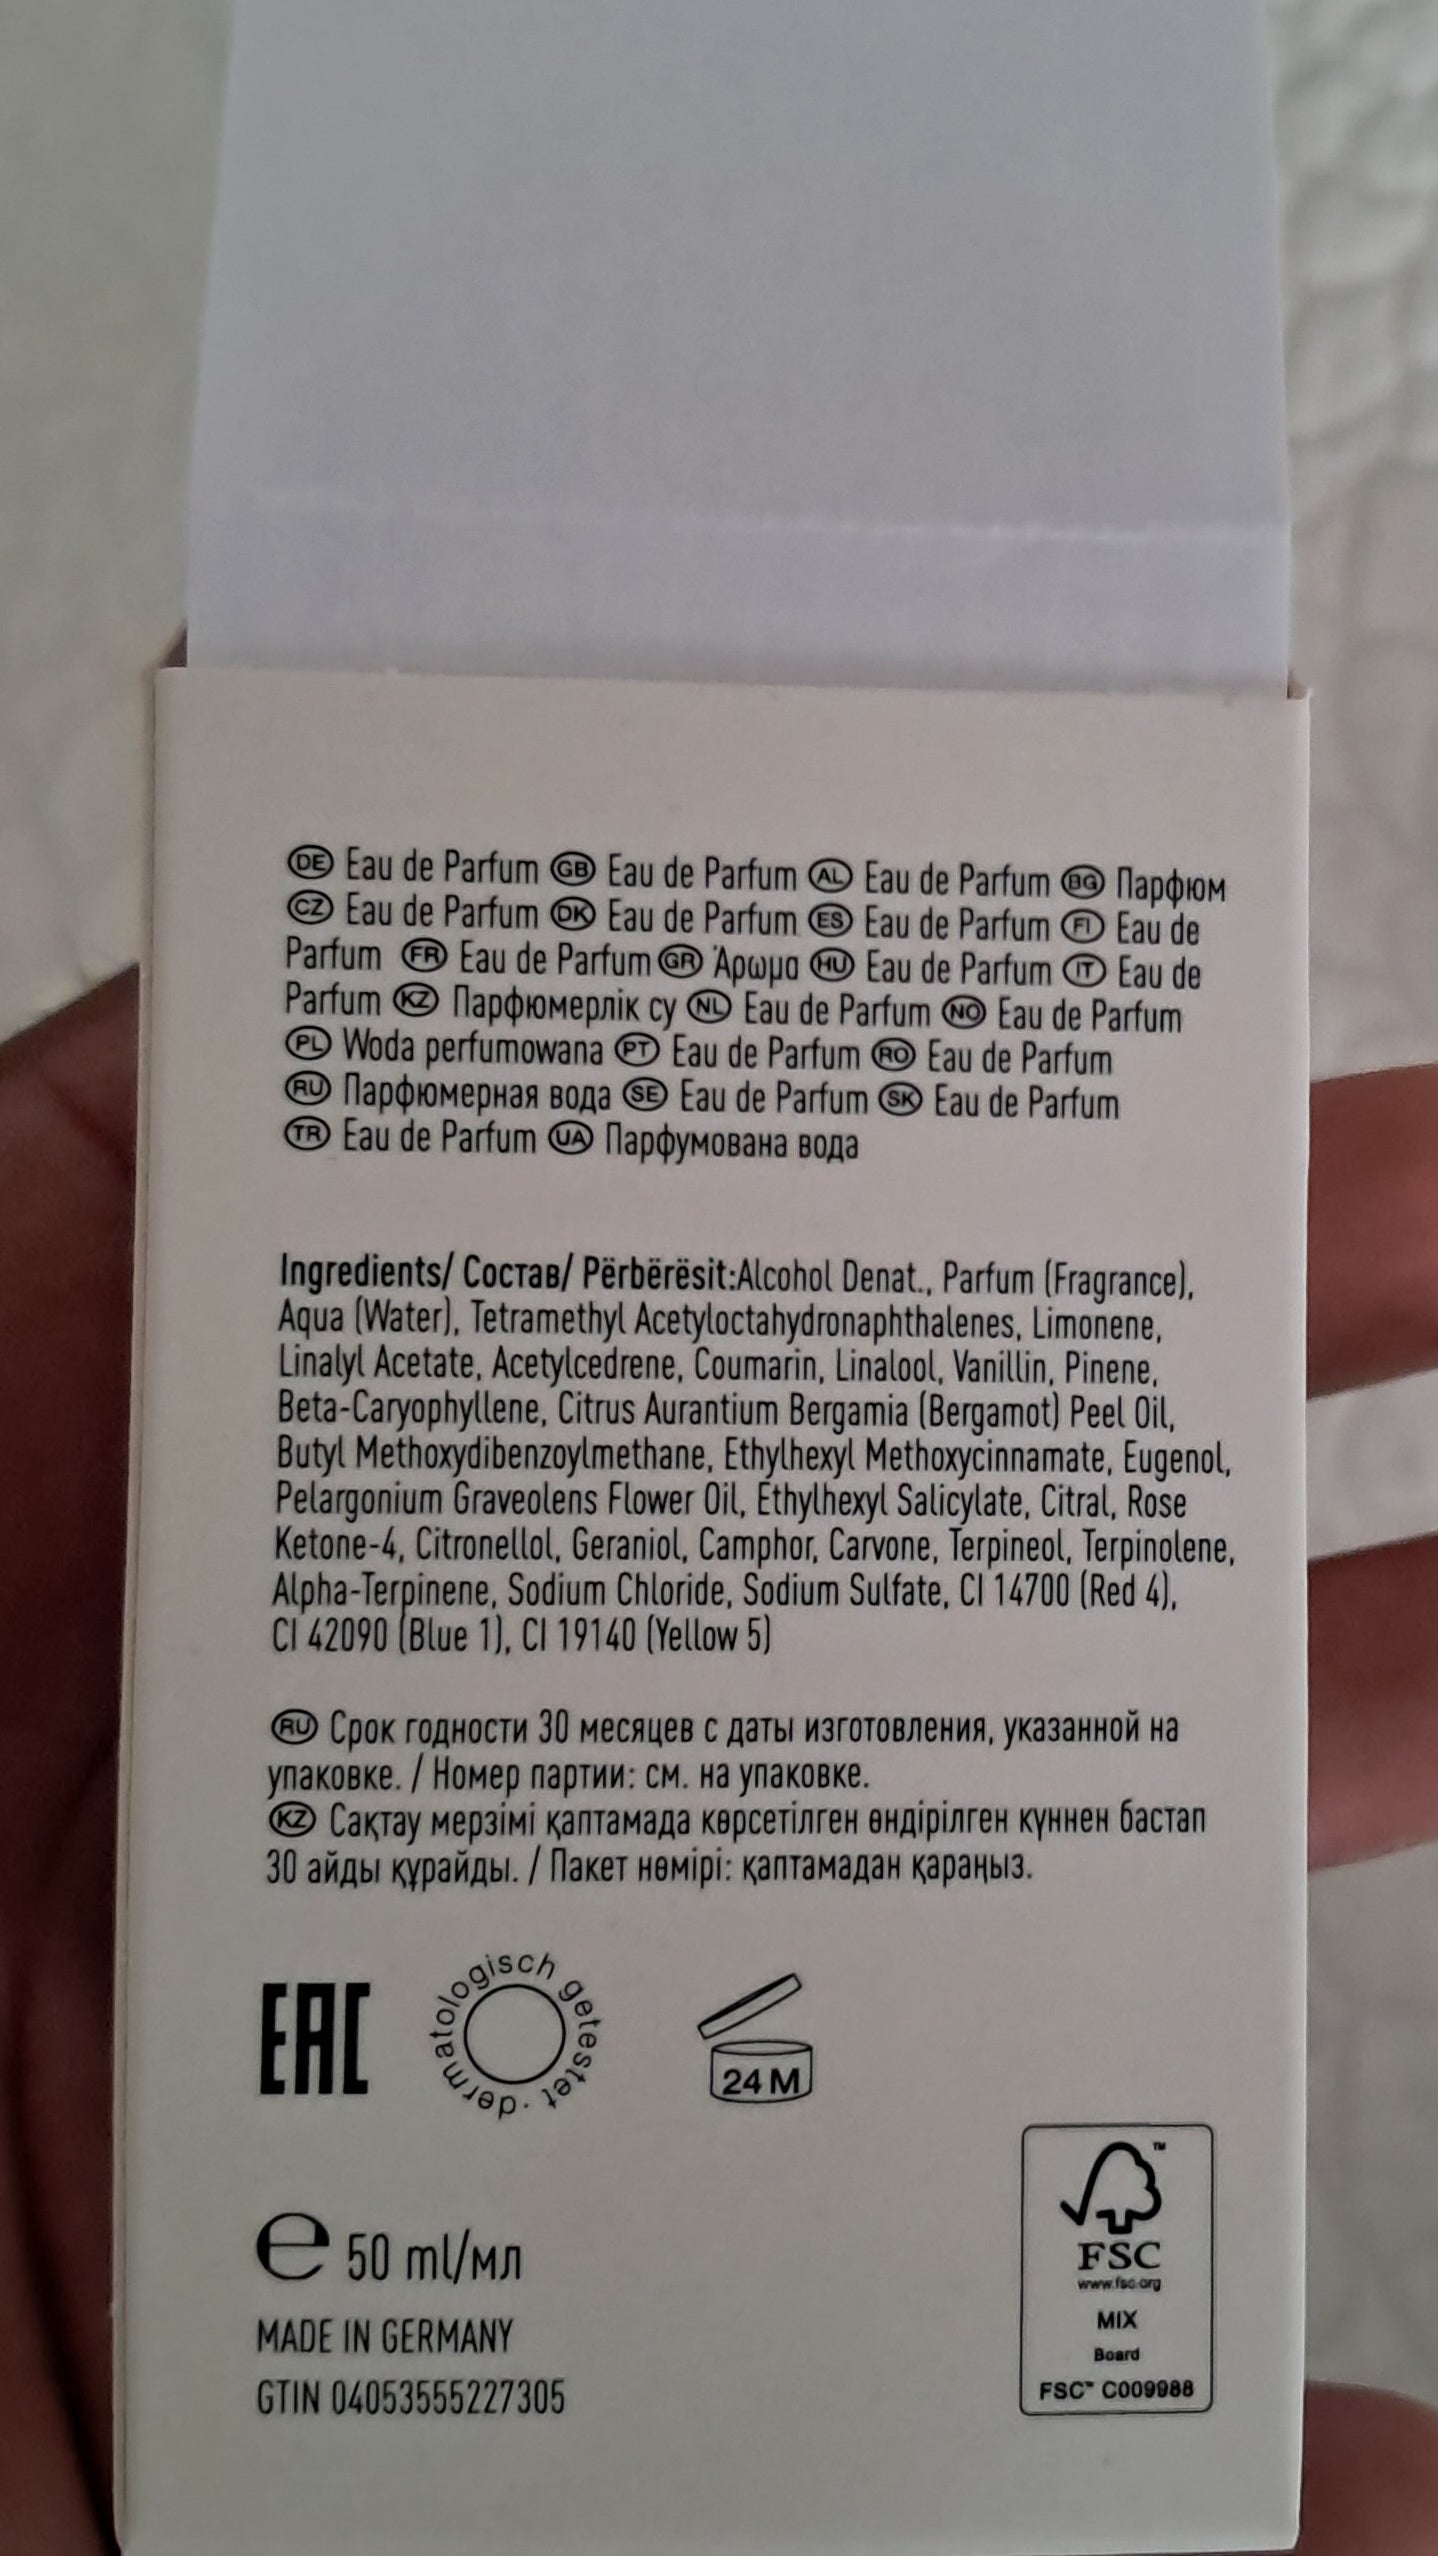 DE Eau de Parfum GB Eau de Parfum AL Eau de Parfum BG Парфюм
CZ Eau de Parfum DK Eau de Parfum ES Eau de Parfum FI Eau de
Parfum FR Eau de Parfum GR Άρωμα HU Eau de Parfum IT Eau de
Parfum KZ Парфюмерлік су NL Eau de Parfum NO Eau de Parfum
PL Woda perfumowana PT Eau de Parfum RO Eau de Parfum
RU Парфюмерная вода SE Eau de Parfum SK Eau de Parfum
TR Eau de Parfum UA Парфумована вода
Ingredients/ Состав/ Përbërësit:Alcohol Denat., Parfum (Fragrance),
Aqua (Water), Tetramethyl Acetyloctahydronaphthalenes, Limonene,
Linalyl Acetate, Acetylcedrene, Coumarin, Linalool, Vanillin, Pinene,
Beta-Caryophyllene, Citrus Aurantium Bergamia (Bergamot) Peel Oil,
Butyl Methoxydibenzoylmethane, Ethylhexyl Methoxycinnamate, Eugenol,
Pelargonium Graveolens Flower Oil, Ethylhexyl Salicylate, Citral, Rose
Ketone-4, Citronellol, Geraniol, Camphor, Carvone, Terpineol, Terpinolene,
Alpha-Terpinene, Sodium Chloride, Sodium Sulfate, CI 14700 (Red 4),
CI 42090 (Blue 1), CI 19140 (Yellow 5)
RU Срок годности 30 месяцев с даты изготовления, указанной на
упаковке. / Номер партии: см. на упаковке.
KZ Сақтау мерзімі қаптамада көрсетілген өндірілген күннен бастап
30 айды құрайды. / Пакет нөмірі: қаптамадан қараңыз.
EAC
dermatologisch getestet ·
24 M
e 50 ml/мл
MADE IN GERMANY
GTIN 04053555227305
FSC
www.fsc.org
MIX
Board
FSC™ C009988